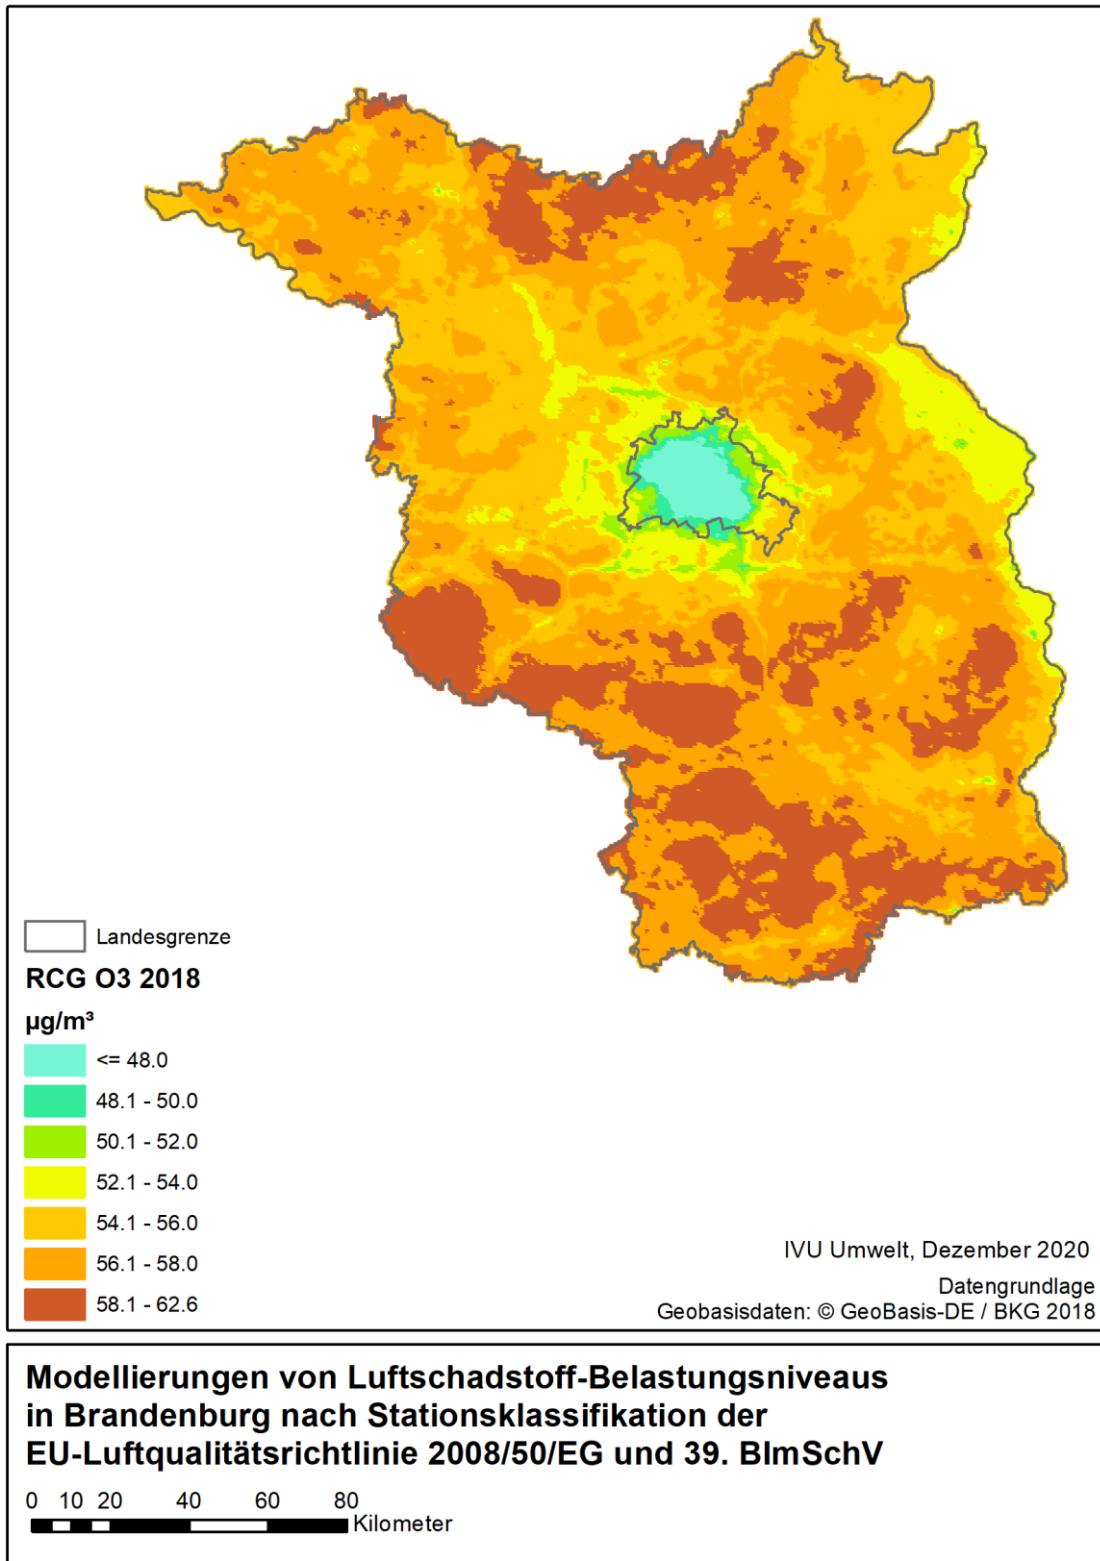 Landesgrenze
RCG O3 2018
µg/m³
<= 48.0
48.1 - 50.0
50.1 - 52.0
52.1 - 54.0
54.1 - 56.0
56.1 - 58.0
58.1 - 62.6
IVU Umwelt, Dezember 2020
Datengrundlage
Geobasisdaten: © GeoBasis-DE / BKG 2018
Modellierungen von Luftschadstoff-Belastungsniveaus
in Brandenburg nach Stationsklassifikation der
EU-Luftqualitätsrichtlinie 2008/50/EG und 39. BImSchV
0 10 20 40 60 80
Kilometer